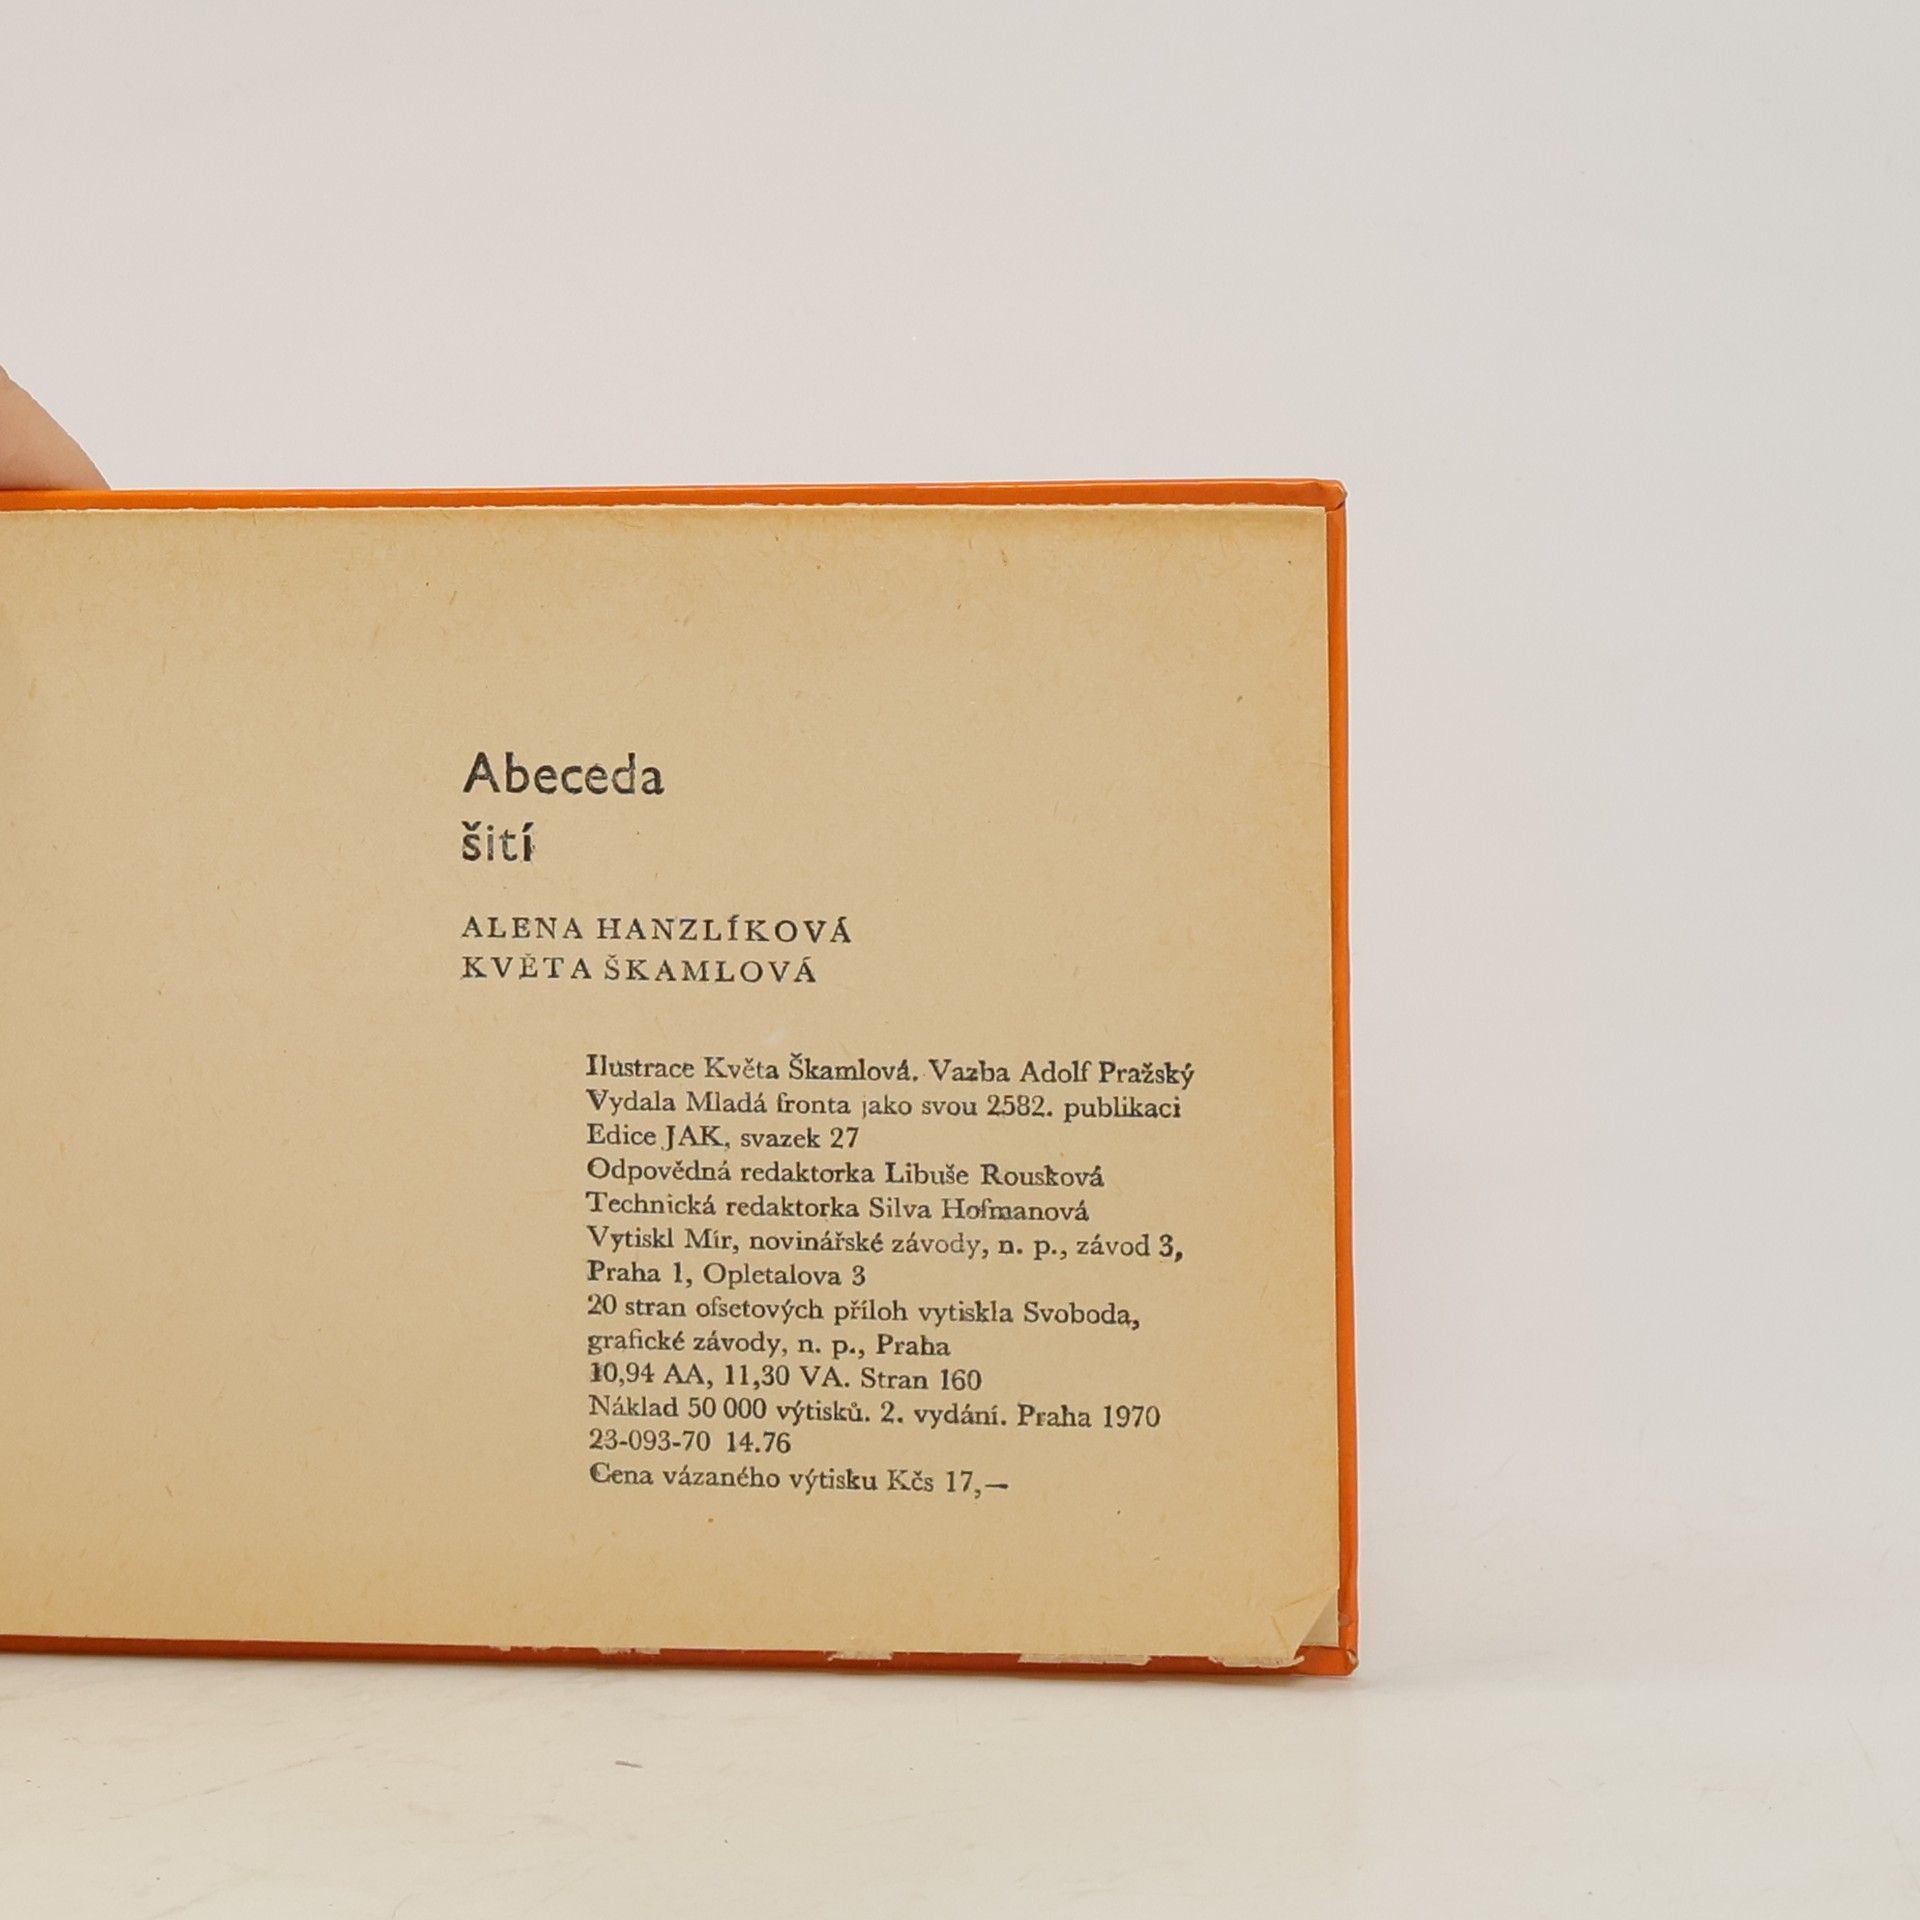 Abeceda
šití
ALENA HANZLÍKOVÁ
KVĚTA ŠKAMLOVÁ
Ilustrace Květa Škamlová. Vazba Adolf Pražský
Vydala Mladá fronta jako svou 2582. publikaci
Edice JAK, svazek 27
Odpovědná redaktorka Libuše Rousková
Technická redaktorka Silva Hofmanová
Vytiskl Mír, novinářské závody, n. p., závod 3,
Praha 1, Opletalova 3
20 stran ofsetových příloh vytiskla Svoboda,
grafické závody, n. p., Praha
10,94 AA, 11,30 VA. Stran 160
Náklad 50 000 výtisků. 2. vydání. Praha 1970
23-093-70 14.76
Cena vázaného výtisku Kčs 17,—